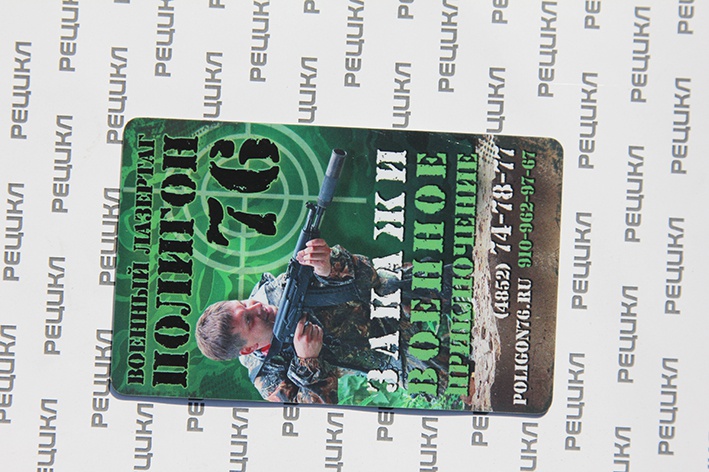 ВОЕННЫЙ ЛАЗЕРТАГ
ПОЛИГОН
76
ЗАКАЖИ
ВОЕННОЕ
ПРИКЛЮЧЕНИЕ
(4852) 74-78-77
POLIGON76.RU 910-962-97-67
РЕЦИКЛ